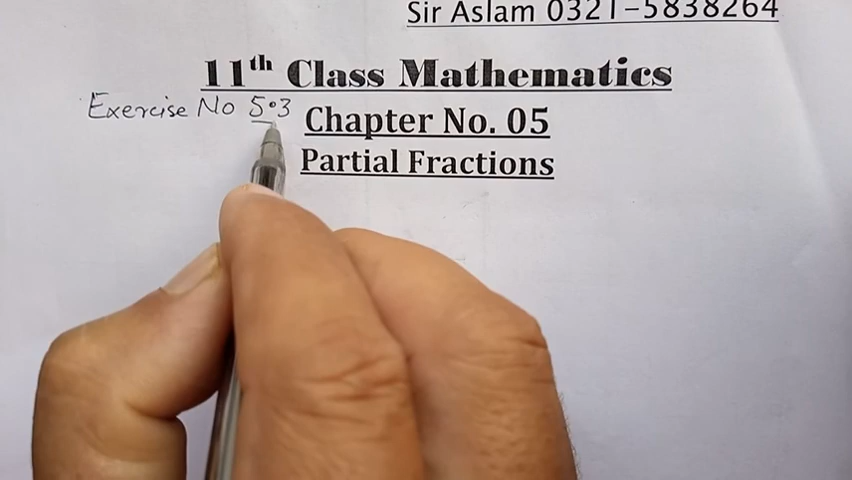 Sir Aslam 0321-5838264
11th Class Mathematics
Exercise No 5.3
Chapter No. 05
Partial Fractions